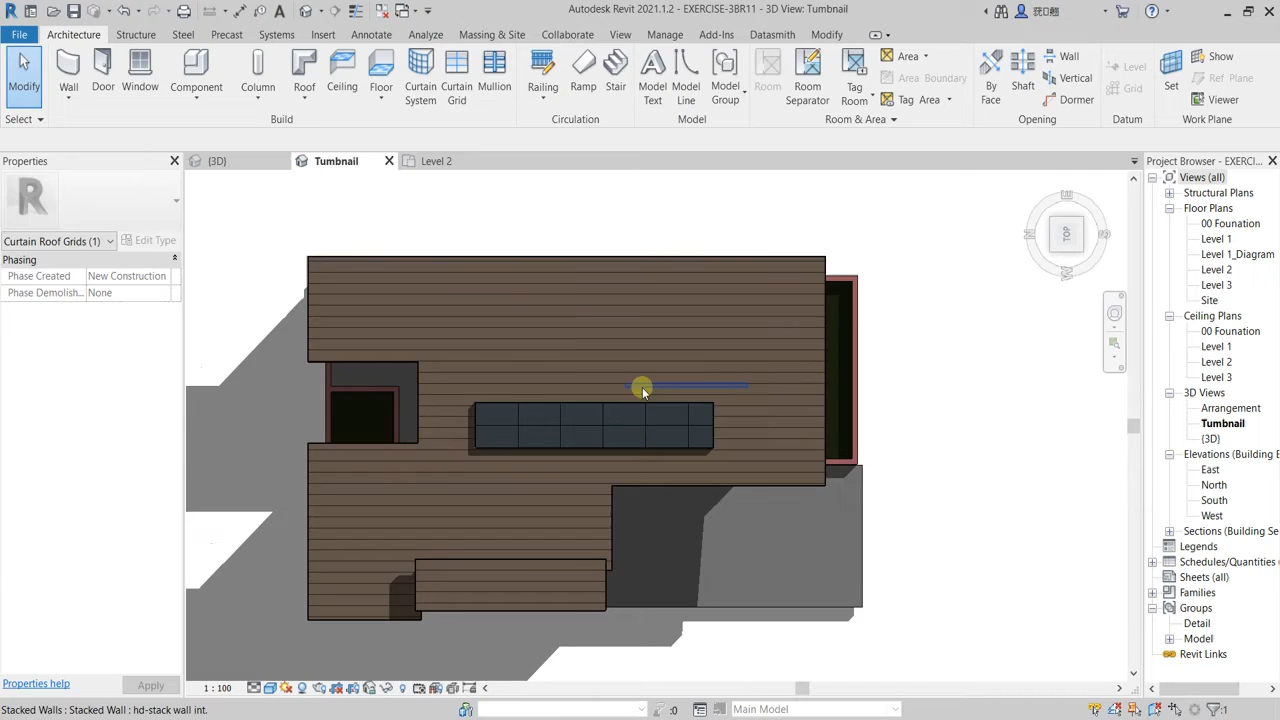 Autodesk Revit 2021.1.2 - EXERCISE-3BR11 - 3D View: Tumbnail
File Architecture Structure Steel Precast Systems Insert Annotate Analyze Massing & Site Collaborate View Manage Add-Ins Datasmith Modify
Modify Wall Door Window Component Column Roof Ceiling Floor Curtain System Curtain Grid Mullion Railing Ramp Stair Model Text Model Line Model Group Room Room Separator Tag Room By Face Shaft Set
Area Wall Level Show
Area Boundary Vertical Grid Ref Plane
Tag Area Dormer Viewer
Select Build Circulation Model Room & Area Opening Datum Work Plane
Properties {3D} Tumbnail Level 2 Project Browser - EXERCI...
R
Curtain Roof Grids (1) Edit Type
Phasing
Phase Created New Construction
Phase Demolish... None
TOP
Views (all)
Structural Plans
Floor Plans
00 Founation
Level 1
Level 1_Diagram
Level 2
Level 3
Site
Ceiling Plans
00 Founation
Level 1
Level 2
Level 3
3D Views
Arrangement
Tumbnail
{3D}
Elevations (Building E
East
North
South
West
Sections (Building Se
Legends
Schedules/Quantities
Sheets (all)
Families
Groups
Detail
Model
Revit Links
Properties help Apply 1 : 100
Stacked Walls : Stacked Wall : hd-stack wall int. :0 Main Model :1